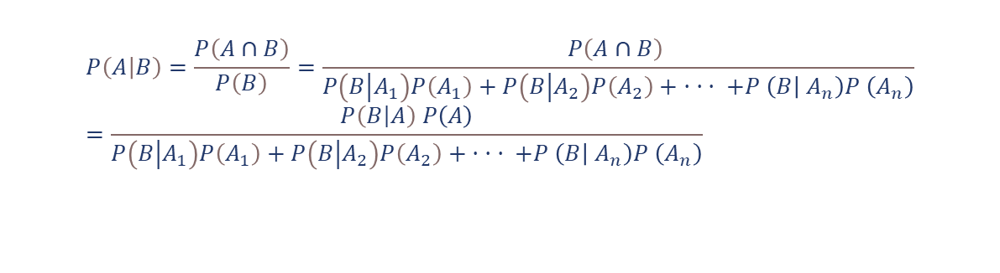 P(A|B) = P(A ∩ B) / P(B) = P(A ∩ B) / P(B|A₁)P(A₁) + P(B|A₂)P(A₂) + · · · +P (B| Aₙ)P (Aₙ)
= P(B|A) P(A) / P(B|A₁)P(A₁) + P(B|A₂)P(A₂) + · · · +P (B| Aₙ)P (Aₙ)